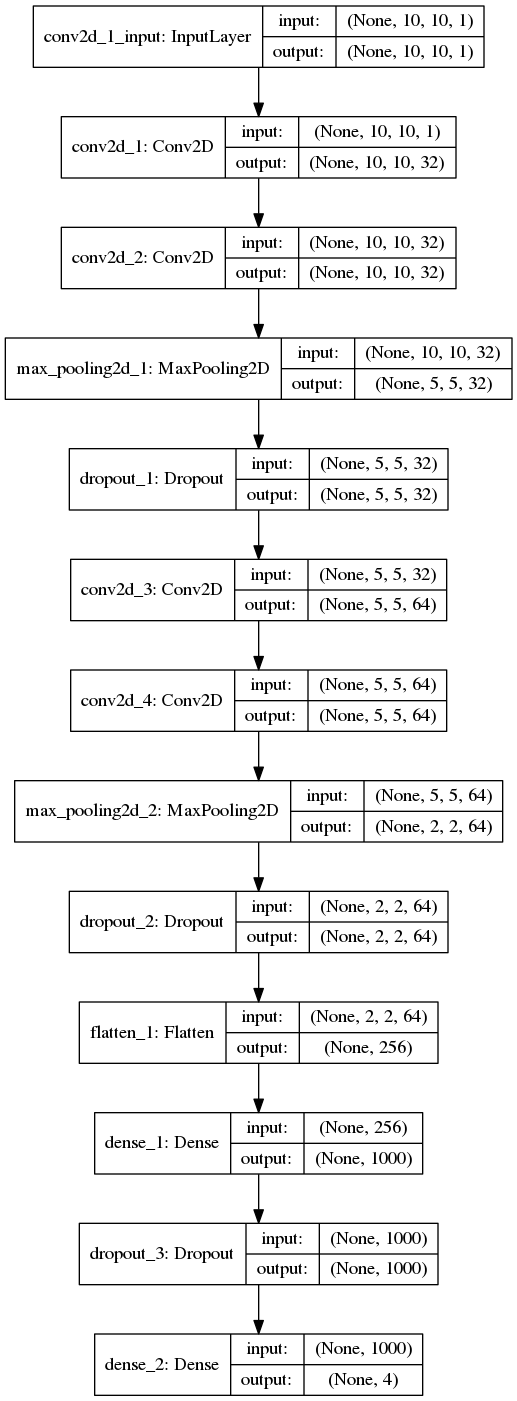 conv2d_1_input: InputLayer
input:
(None, 10, 10, 1)
output:
(None, 10, 10, 1)
conv2d_1: Conv2D
input:
(None, 10, 10, 1)
output:
(None, 10, 10, 32)
conv2d_2: Conv2D
input:
(None, 10, 10, 32)
output:
(None, 10, 10, 32)
max_pooling2d_1: MaxPooling2D
input:
(None, 10, 10, 32)
output:
(None, 5, 5, 32)
dropout_1: Dropout
input:
(None, 5, 5, 32)
output:
(None, 5, 5, 32)
conv2d_3: Conv2D
input:
(None, 5, 5, 32)
output:
(None, 5, 5, 64)
conv2d_4: Conv2D
input:
(None, 5, 5, 64)
output:
(None, 5, 5, 64)
max_pooling2d_2: MaxPooling2D
input:
(None, 5, 5, 64)
output:
(None, 2, 2, 64)
dropout_2: Dropout
input:
(None, 2, 2, 64)
output:
(None, 2, 2, 64)
flatten_1: Flatten
input:
(None, 2, 2, 64)
output:
(None, 256)
dense_1: Dense
input:
(None, 256)
output:
(None, 1000)
dropout_3: Dropout
input:
(None, 1000)
output:
(None, 1000)
dense_2: Dense
input:
(None, 1000)
output:
(None, 4)